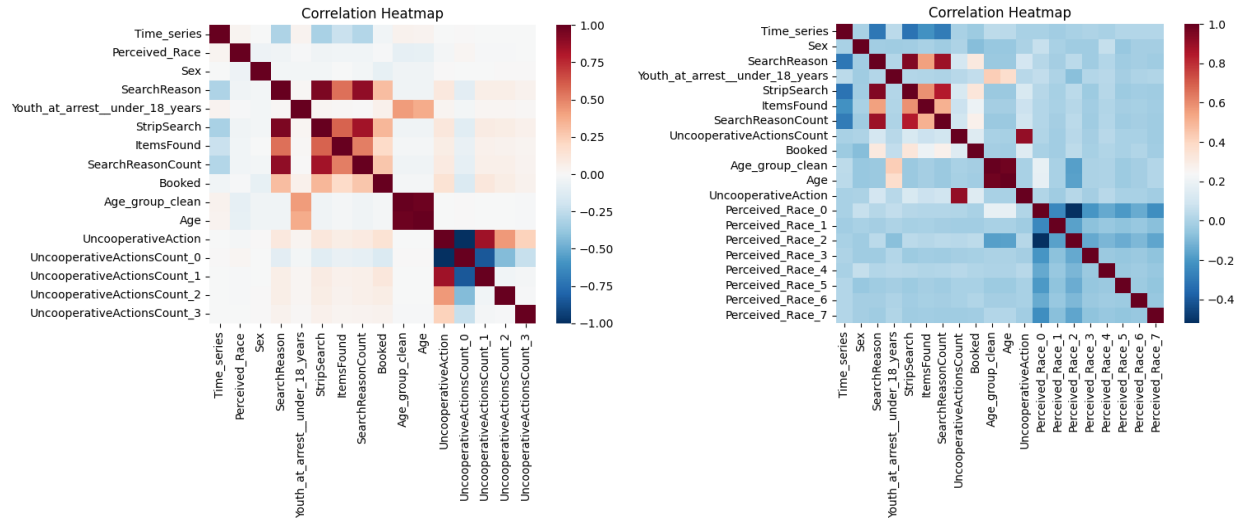 Correlation Heatmap
Time_series
Perceived_Race
Sex
SearchReason
Youth_at_arrest__under_18_years
StripSearch
ItemsFound
SearchReasonCount
Booked
Age_group_clean
Age
UncooperativeAction
UncooperativeActionsCount_0
UncooperativeActionsCount_1
UncooperativeActionsCount_2
UncooperativeActionsCount_3
Time_series
Perceived_Race
Sex
SearchReason
Youth_at_arrest__under_18_years
StripSearch
ItemsFound
SearchReasonCount
Booked
Age_group_clean
Age
UncooperativeAction
UncooperativeActionsCount_0
UncooperativeActionsCount_1
UncooperativeActionsCount_2
UncooperativeActionsCount_3
1.00
0.75
0.50
0.25
0.00
−0.25
−0.50
−0.75
−1.00
Correlation Heatmap
Time_series
Sex
SearchReason
Youth_at_arrest__under_18_years
StripSearch
ItemsFound
SearchReasonCount
UncooperativeActionsCount
Booked
Age_group_clean
Age
UncooperativeAction
Perceived_Race_0
Perceived_Race_1
Perceived_Race_2
Perceived_Race_3
Perceived_Race_4
Perceived_Race_5
Perceived_Race_6
Perceived_Race_7
Time_series
Sex
SearchReason
Youth_at_arrest__under_18_years
StripSearch
ItemsFound
SearchReasonCount
UncooperativeActionsCount
Booked
Age_group_clean
Age
UncooperativeAction
Perceived_Race_0
Perceived_Race_1
Perceived_Race_2
Perceived_Race_3
Perceived_Race_4
Perceived_Race_5
Perceived_Race_6
Perceived_Race_7
1.0
0.8
0.6
0.4
0.2
0.0
−0.2
−0.4